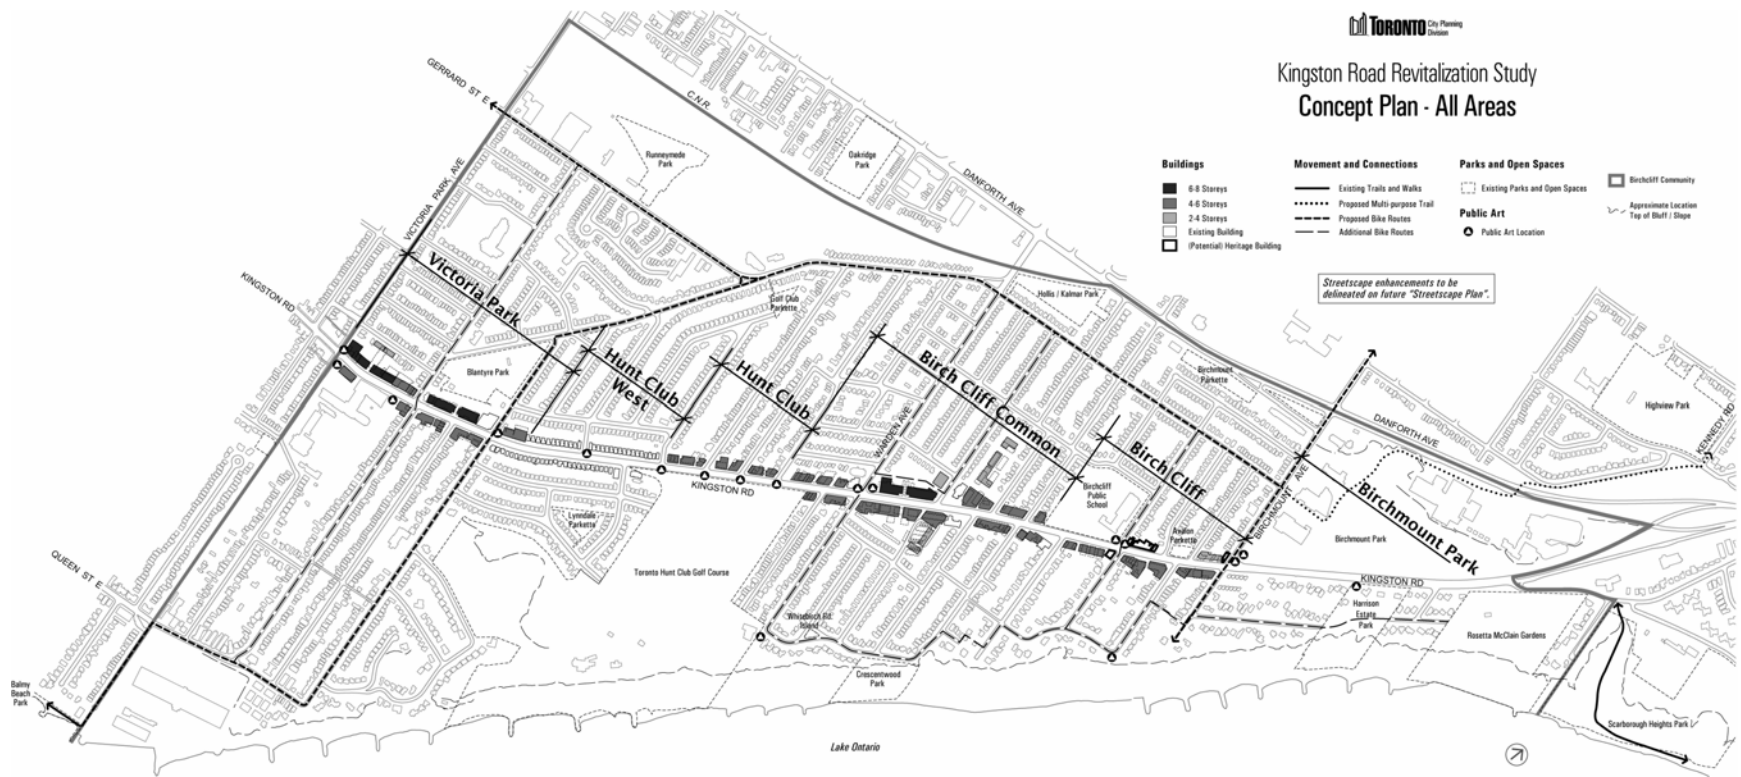 TORONTO City Planning
Division
Kingston Road Revitalization Study
Concept Plan - All Areas
Buildings
6-8 Storeys
4-6 Storeys
2-4 Storeys
Existing Building
(Potential) Heritage Building
Movement and Connections
Existing Trails and Walks
Proposed Multi-purpose Trail
Proposed Bike Routes
Additional Bike Routes
Parks and Open Spaces
Existing Parks and Open Spaces
Public Art
Public Art Location
Birchcliff Community
Approximate Location
Top of Bluff / Slope
Streetscape enhancements to be
delineated on future "Streetscape Plan".
GERRARD ST E
C.N.R.
Runneymede
Park
Oakridge
Park
DANFORTH AVE
VICTORIA PARK AVE
KINGSTON RD
Victoria Park
Golf Club
Parkette
Hollis / Kalmar Park
Blantyre Park
Hunt Club
West
Hunt Club
Birch Cliff Common
WARDEN AVE
Birchmount
Parkette
Highview Park
KENNEDY RD
DANFORTH AVE
Birch Cliff
BIRCHMOUNT AVE
Birchmount Park
KINGSTON RD
Birchcliff
Public
School
Lynndale
Parkette
Avalon
Parkette
Birchmount Park
QUEEN ST E
Toronto Hunt Club Golf Course
KINGSTON RD
Whitebirch Rd.
Island
Harrison
Estate
Park
Rosetta McClain Gardens
Crescentwood
Park
Balmy
Beach
Park
Scarborough Heights Park
Lake Ontario